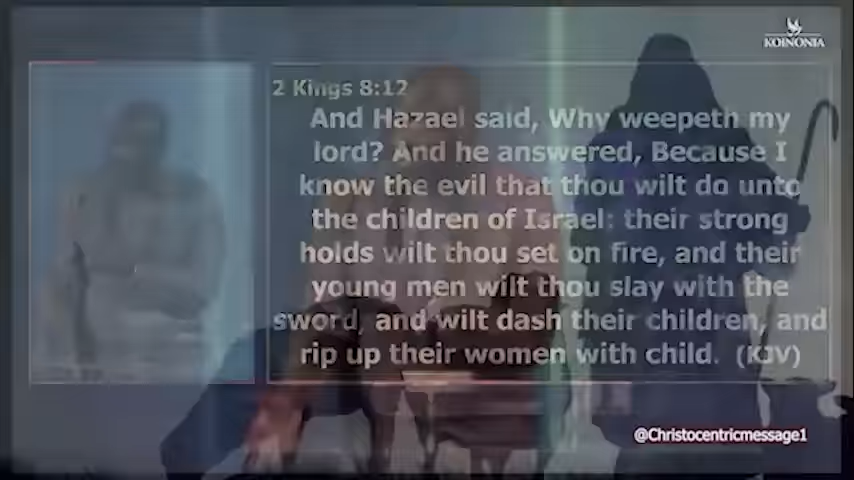 KOINONIA
2 Kings 8:12
And Hazael said, Why weepeth my
lord? And he answered, Because I
know the evil that thou wilt do unto
the children of Israel: their strong
holds wilt thou set on fire, and their
young men wilt thou slay with the
sword, and wilt dash their children, and
rip up their women with child. (KJV)
@Christocentricmessage1